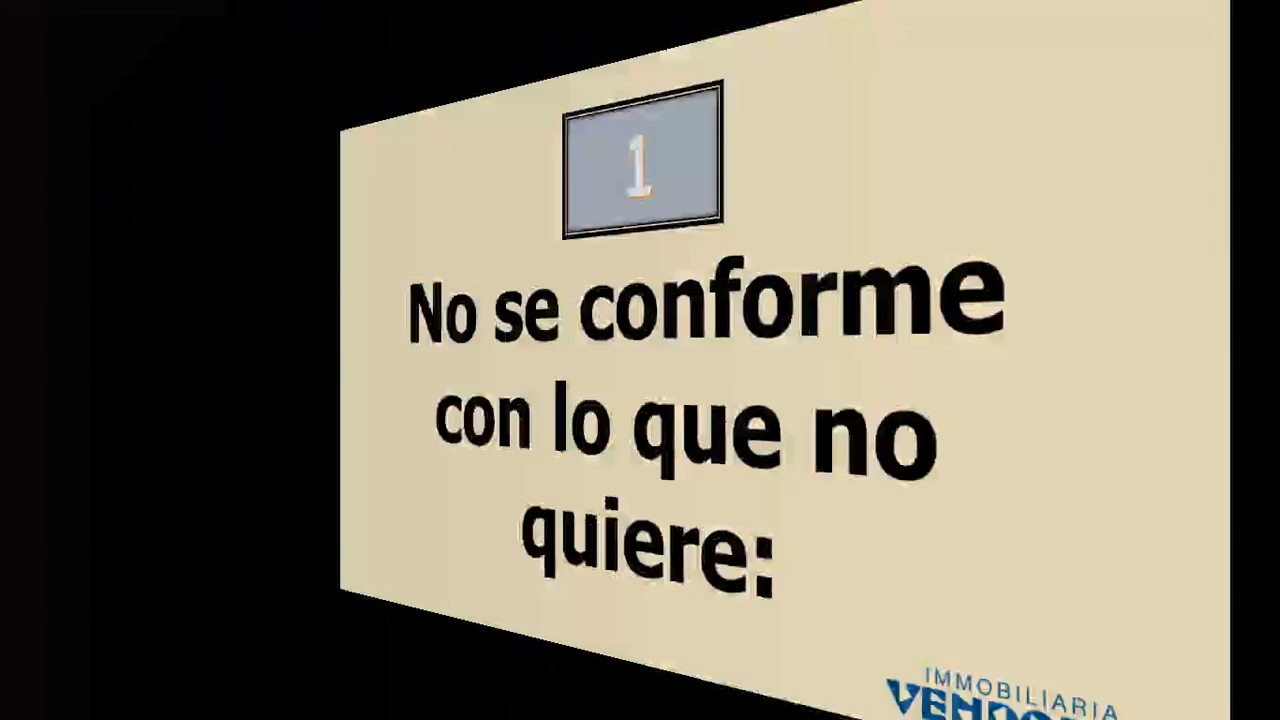 1
No se conforme
con lo que no
quiere:
IMMOBILIARIA